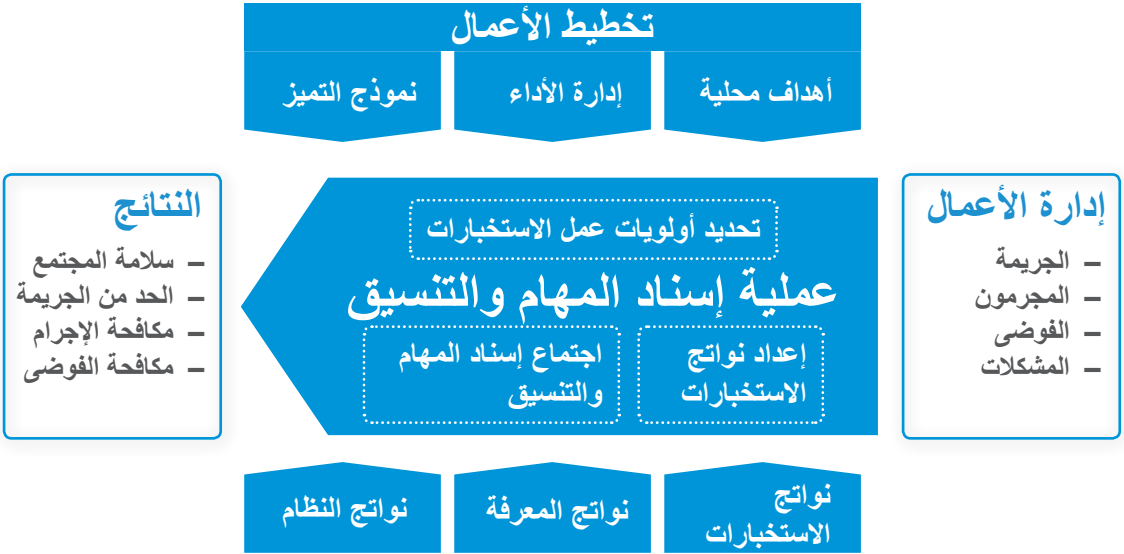 تخطيط الأعمال
أهداف محلية
إدارة الأداء
نموذج التميز
إدارة الأعمال
– الجريمة
– المجرمون
– الفوضى
– المشكلات
تحديد أولويات عمل الاستخبارات
عملية إسناد المهام والتنسيق
إعداد نواتج
الاستخبارات
اجتماع إسناد المهام
والتنسيق
النتائج
– سلامة المجتمع
– الحد من الجريمة
– مكافحة الإجرام
– مكافحة الفوضى
نواتج
الاستخبارات
نواتج المعرفة
نواتج النظام